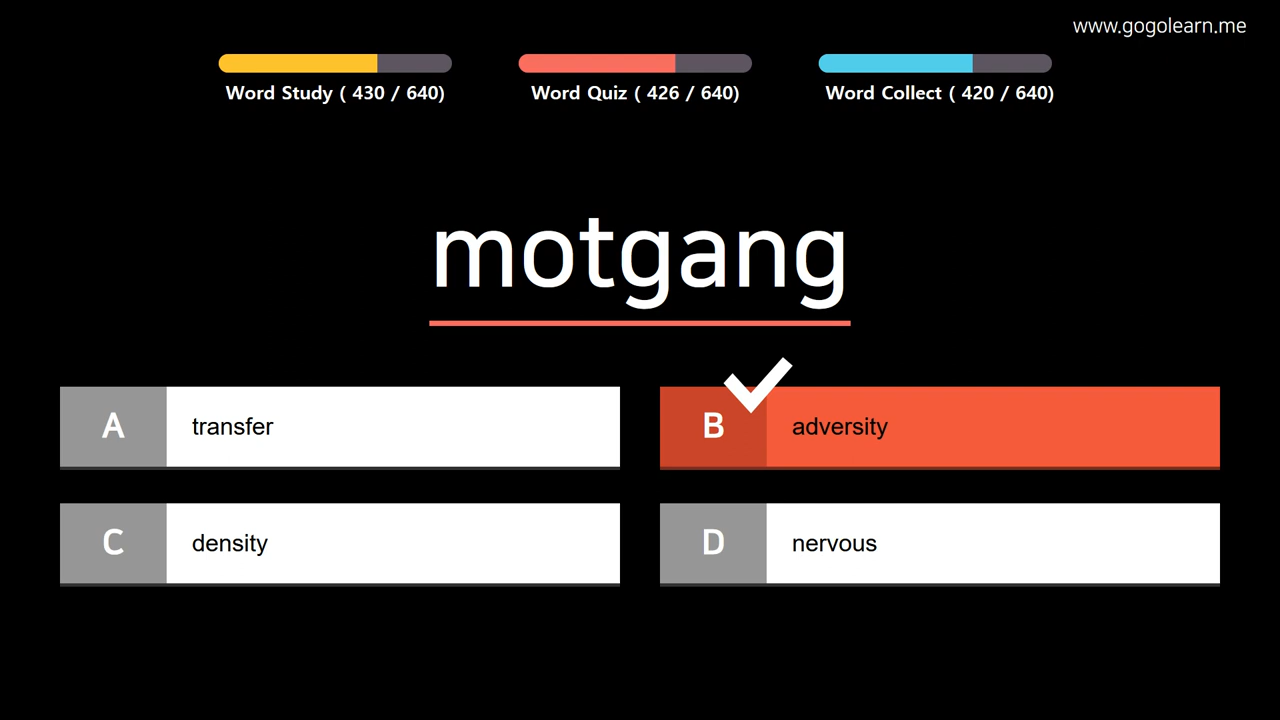 www.gogolearn.me
Word Study ( 430 / 640)
Word Quiz ( 426 / 640)
Word Collect ( 420 / 640)
motgang
A transfer
B adversity
C density
D nervous